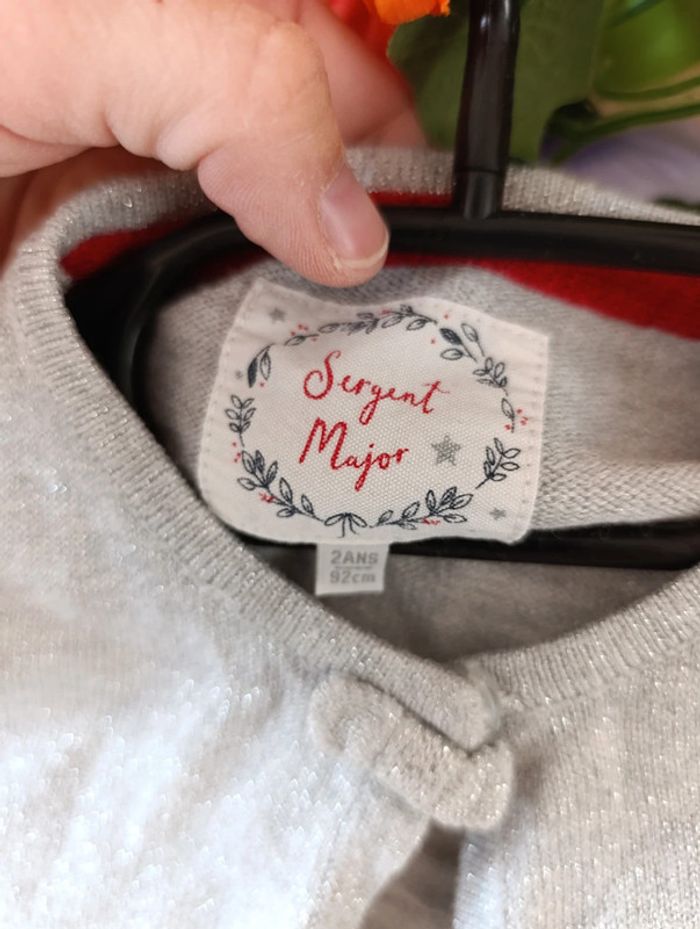 Sergent
Major
2ANS
92cm